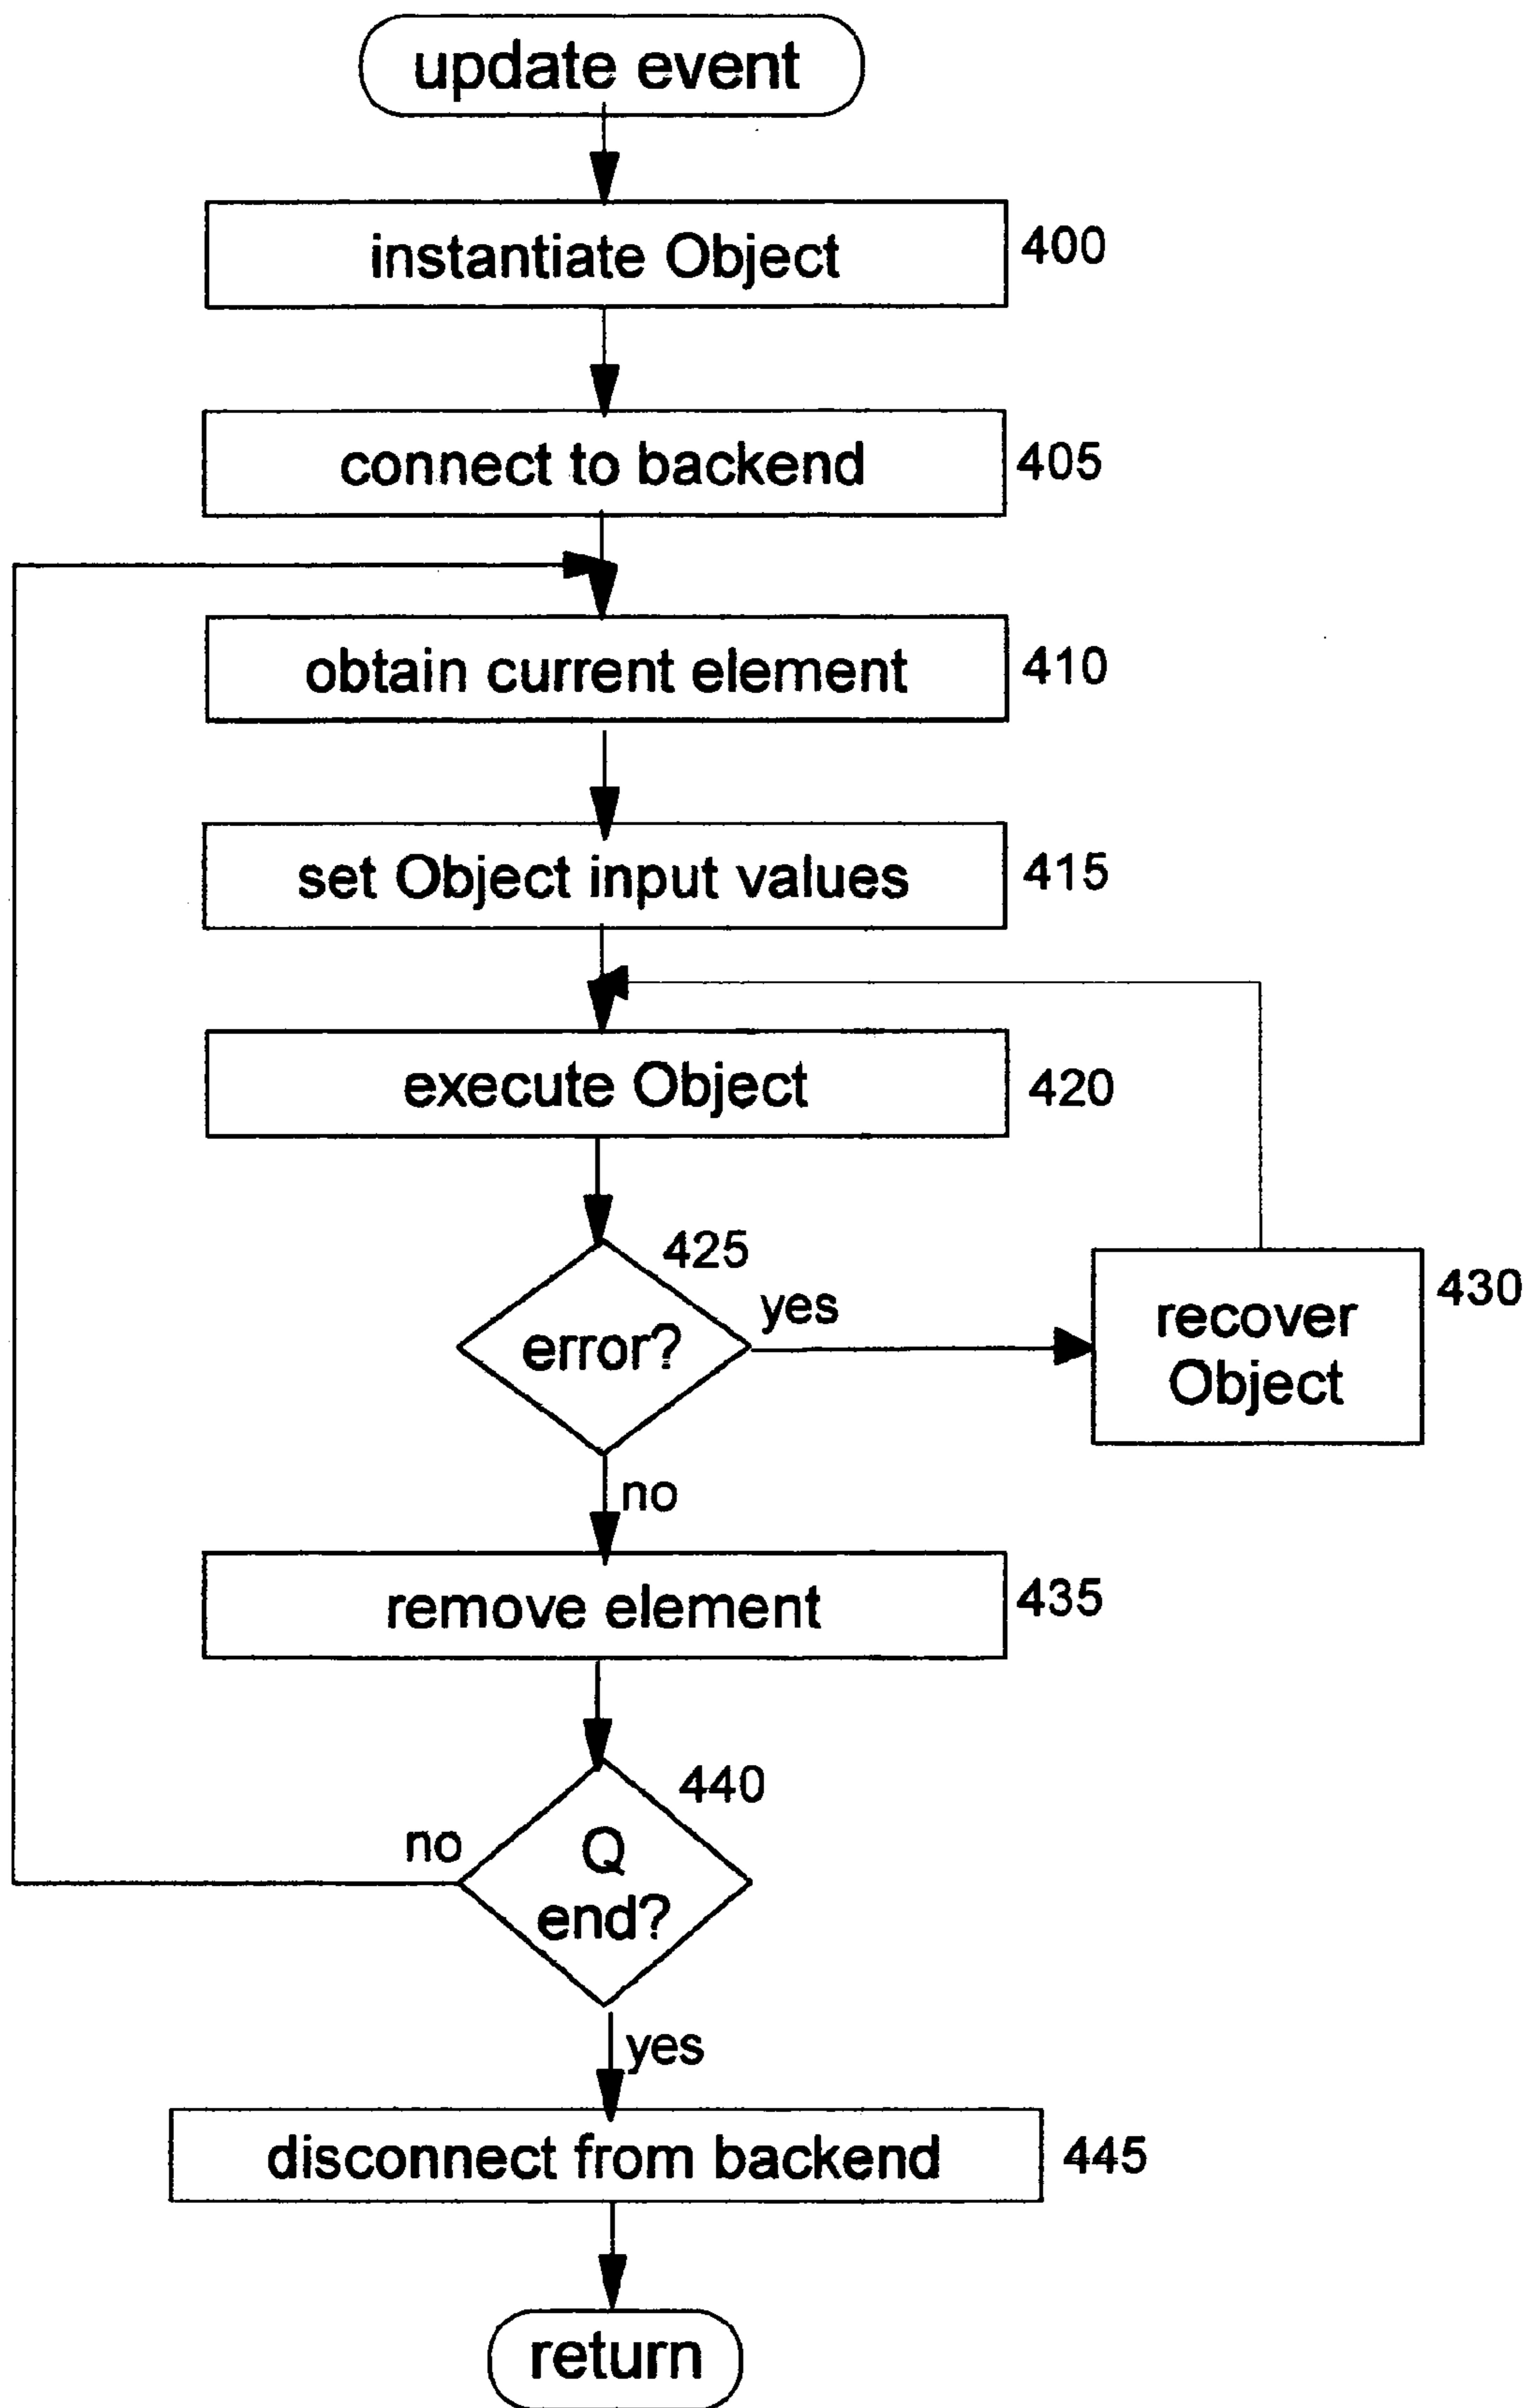 update event
instantiate Object
400
connect to backend
405
obtain current element
410
set Object input values
415
execute Object
420
425
error?
yes
recover
Object
430
no
remove element
435
440
no
Q
end?
yes
disconnect from backend
445
return